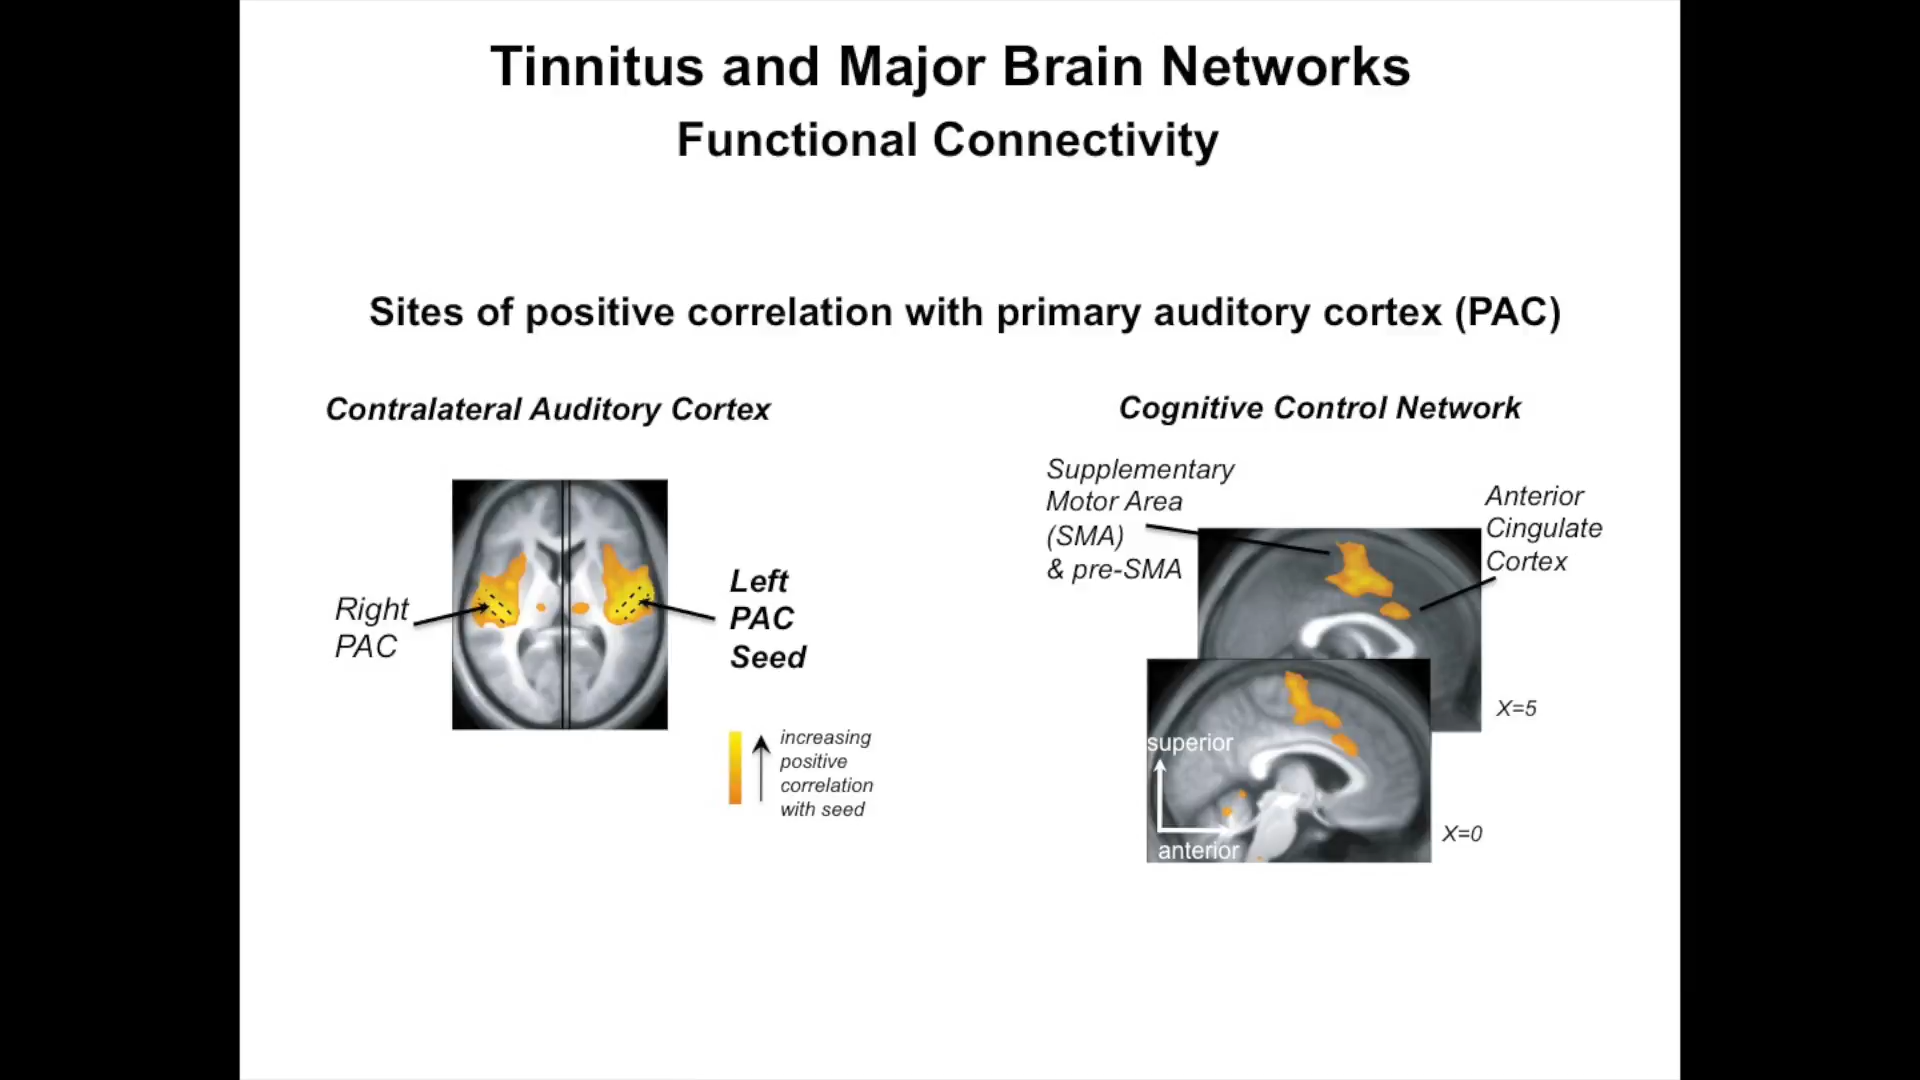 Tinnitus and Major Brain Networks
Functional Connectivity
Sites of positive correlation with primary auditory cortex (PAC)
Contralateral Auditory Cortex
Right
PAC
Left
PAC
Seed
increasing
positive
correlation
with seed
Cognitive Control Network
Supplementary
Motor Area
(SMA)
& pre-SMA
Anterior
Cingulate
Cortex
X=5
superior
anterior
X=0